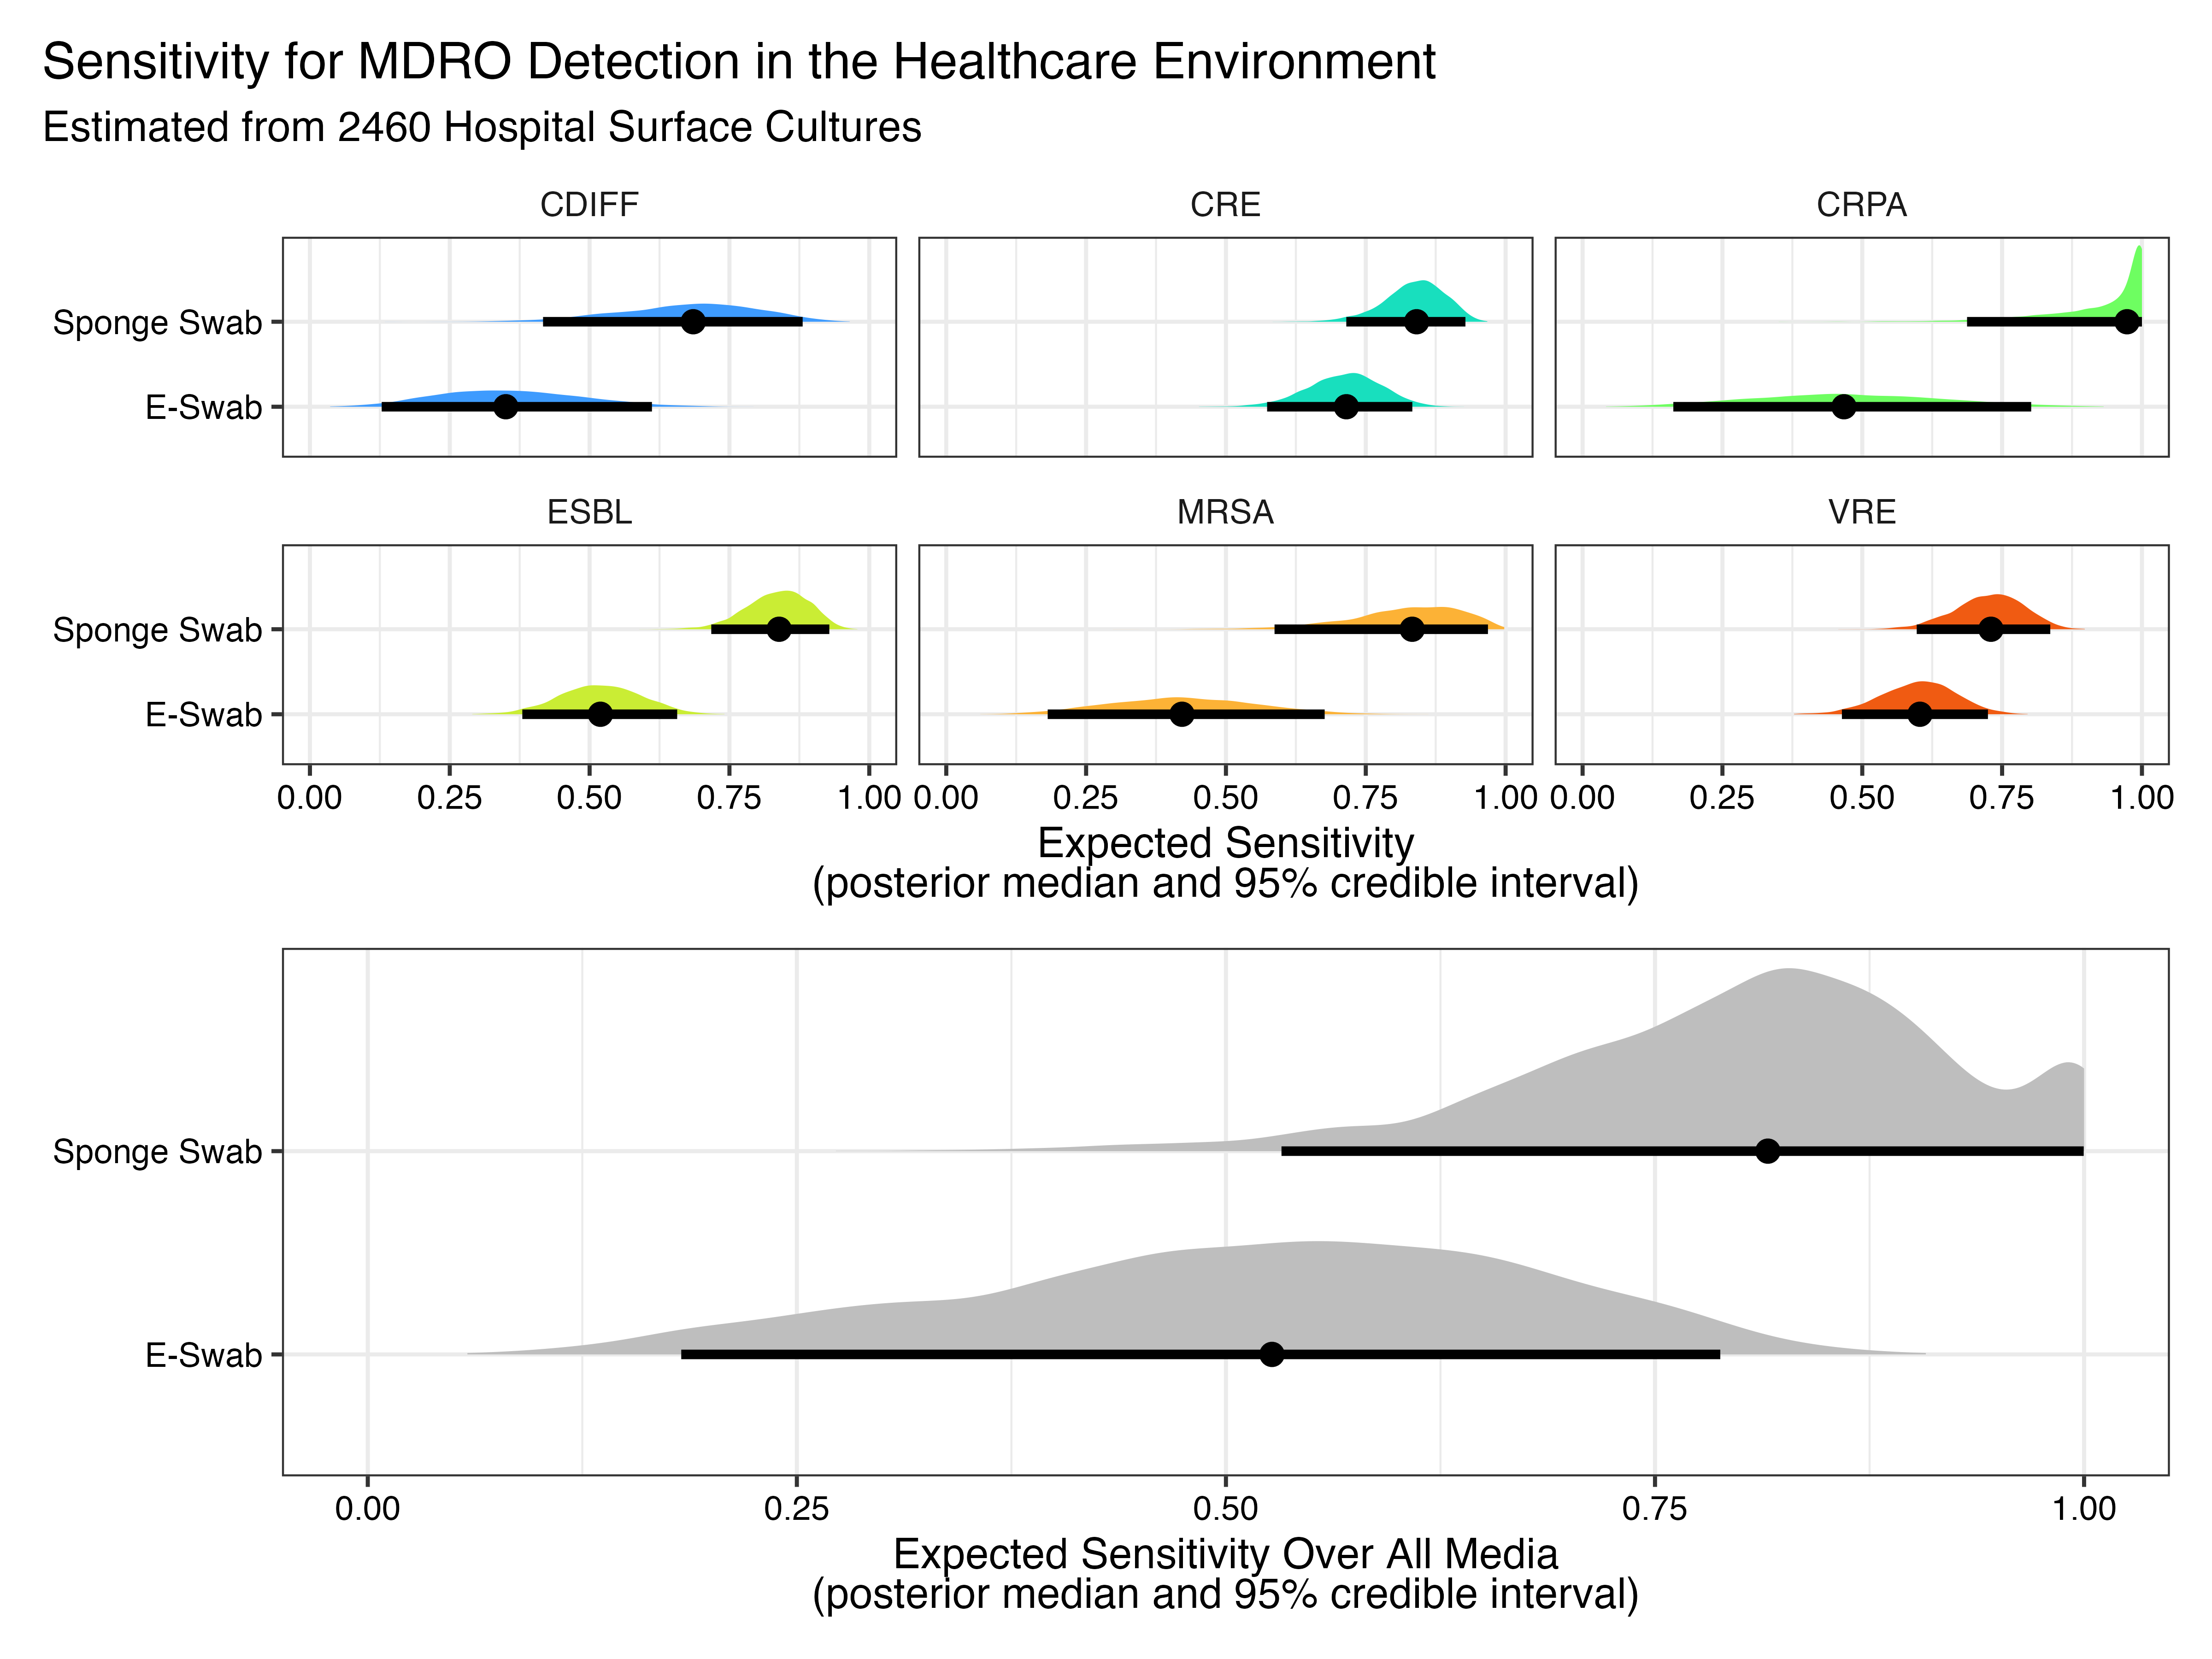 Sensitivity for MDRO Detection in the Healthcare Environment
Estimated from 2460 Hospital Surface Cultures
CDIFF CRE CRPA
Sponge Swab
E-Swab
ESBL MRSA VRE
Sponge Swab
E-Swab
0.00 0.25 0.50 0.75 1.00 0.00 0.25 0.50 0.75 1.00 0.00 0.25 0.50 0.75 1.00
Expected Sensitivity
(posterior median and 95% credible interval)
Sponge Swab
E-Swab
0.00 0.25 0.50 0.75 1.00
Expected Sensitivity Over All Media
(posterior median and 95% credible interval)